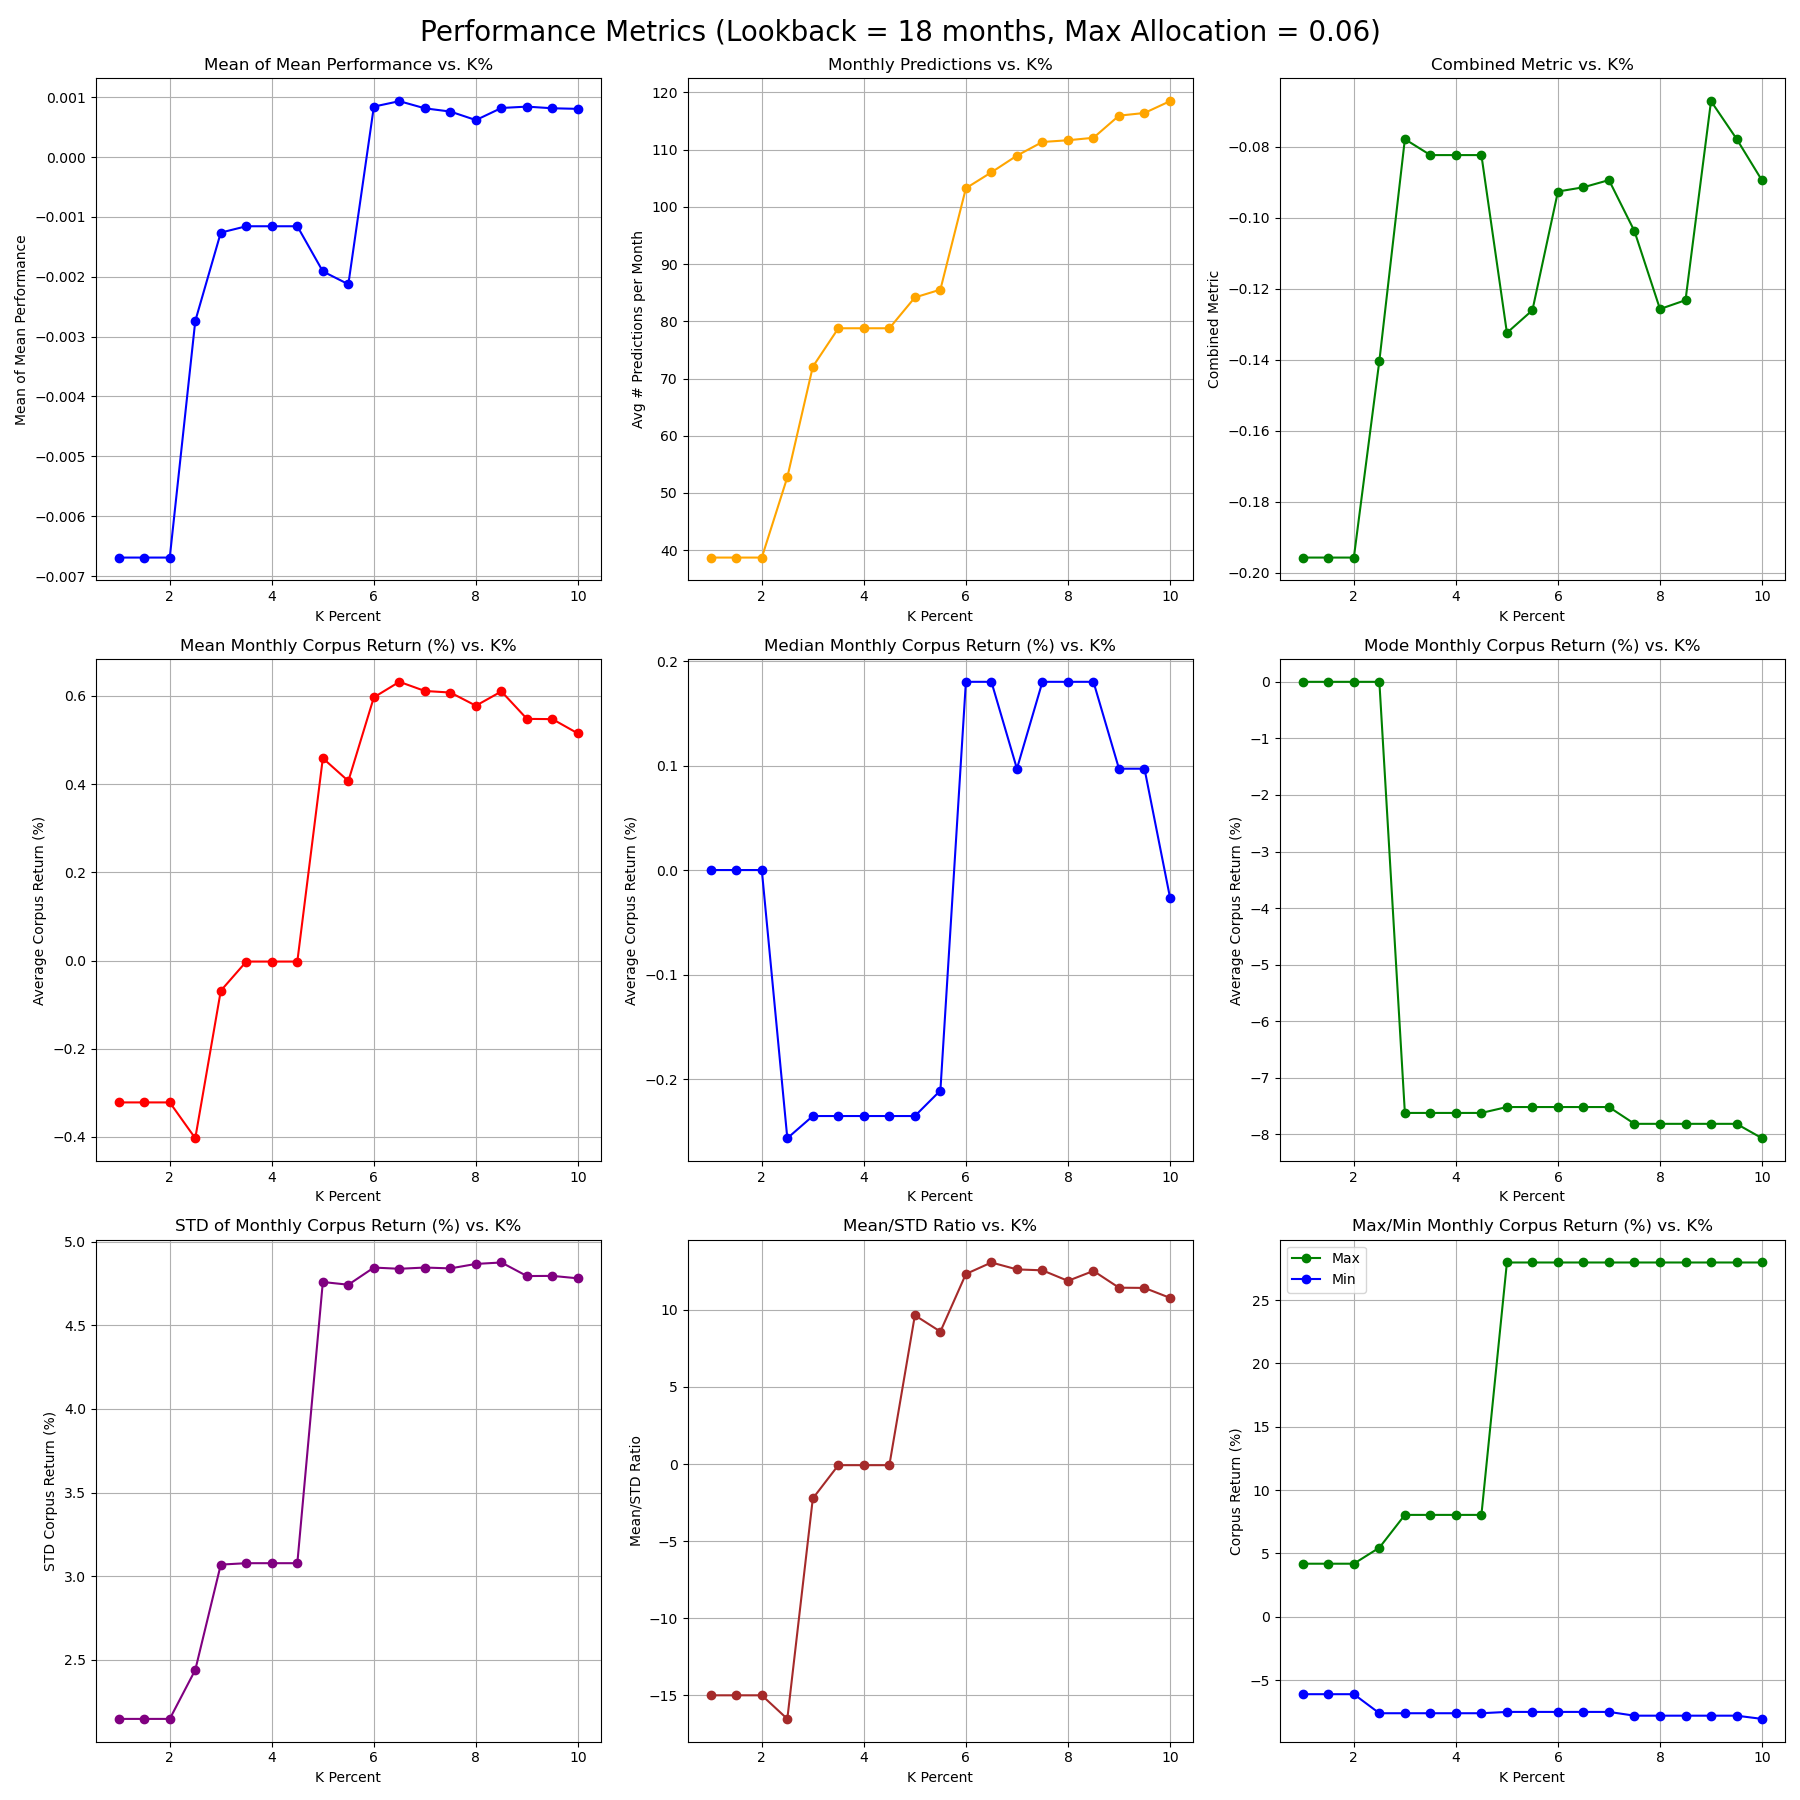 Performance Metrics (Lookback = 18 months, Max Allocation = 0.06)
Mean of Mean Performance vs. K%
0.001
0.000
−0.001
−0.002
−0.003
−0.004
−0.005
−0.006
−0.007
Mean of Mean Performance
2 4 6 8 10
K Percent
Monthly Predictions vs. K%
120
110
100
90
80
70
60
50
40
Avg # Predictions per Month
2 4 6 8 10
K Percent
Combined Metric vs. K%
−0.08
−0.10
−0.12
−0.14
−0.16
−0.18
−0.20
Combined Metric
2 4 6 8 10
K Percent
Mean Monthly Corpus Return (%) vs. K%
0.6
0.4
0.2
0.0
−0.2
−0.4
Average Corpus Return (%)
2 4 6 8 10
K Percent
Median Monthly Corpus Return (%) vs. K%
0.2
0.1
0.0
−0.1
−0.2
Average Corpus Return (%)
2 4 6 8 10
K Percent
Mode Monthly Corpus Return (%) vs. K%
0
−1
−2
−3
−4
−5
−6
−7
−8
Average Corpus Return (%)
2 4 6 8 10
K Percent
STD of Monthly Corpus Return (%) vs. K%
5.0
4.5
4.0
3.5
3.0
2.5
STD Corpus Return (%)
2 4 6 8 10
K Percent
Mean/STD Ratio vs. K%
10
5
0
−5
−10
−15
Mean/STD Ratio
2 4 6 8 10
K Percent
Max/Min Monthly Corpus Return (%) vs. K%
Max
Min
25
20
15
10
5
0
−5
Corpus Return (%)
2 4 6 8 10
K Percent